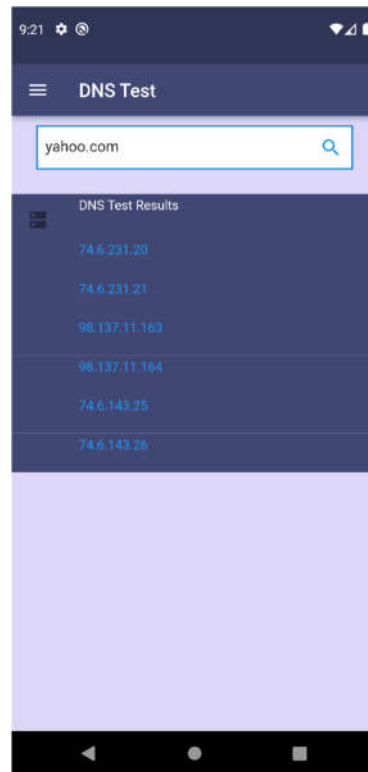 9:21
DNS Test
yahoo.com
DNS Test Results
74.6.231.20
74.6.231.21
98.137.11.163
98.137.11.164
74.6.143.25
74.6.143.26